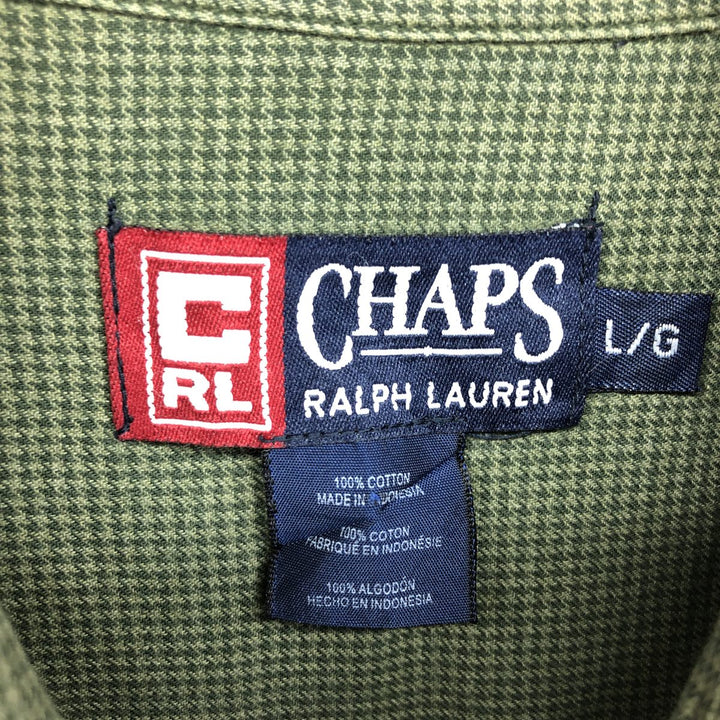 C
RL
CHAPS
RALPH LAUREN
L/G
100% COTTON
MADE IN INDONESIA
100% COTON
FABRIQUÉ EN INDONÉSIE
100% ALGODÓN
HECHO EN INDONESIA